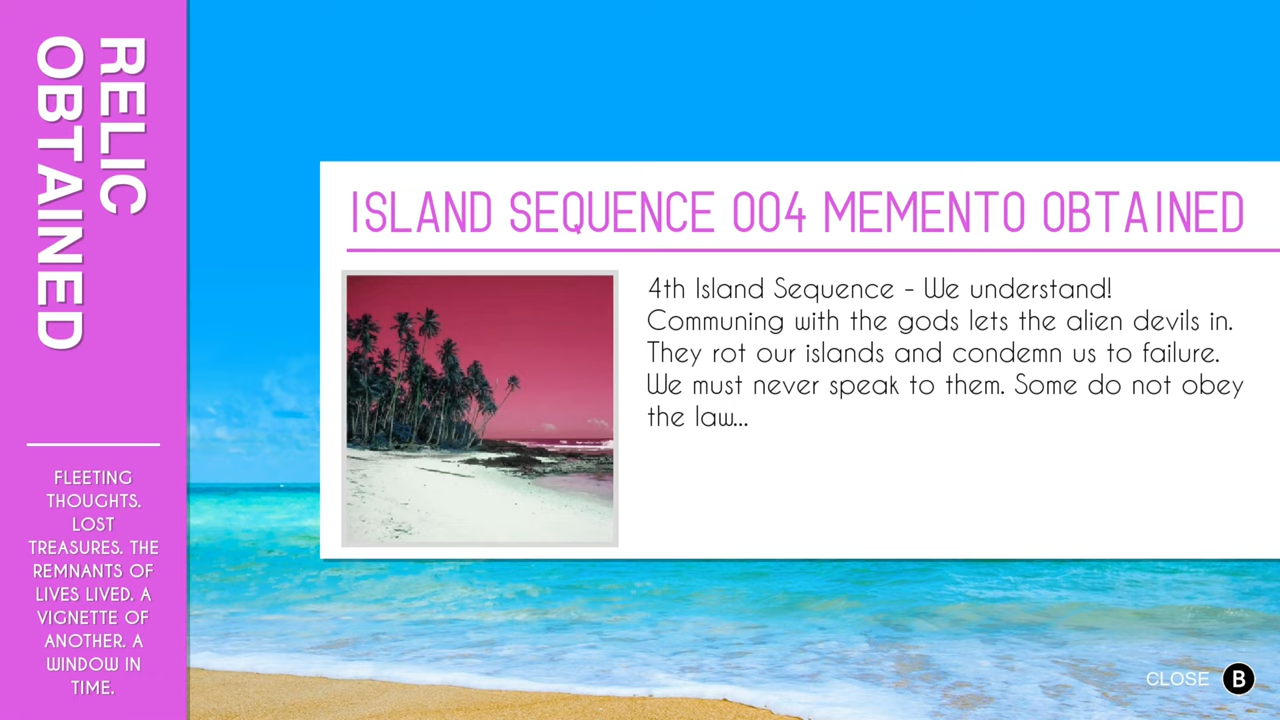 RELIC
OBTAINED
FLEETING
THOUGHTS.
LOST
TREASURES. THE
REMNANTS OF
LIVES LIVED. A
VIGNETTE OF
ANOTHER. A
WINDOW IN
TIME.
ISLAND SEQUENCE 004 MEMENTO OBTAINED
4th Island Sequence - We understand!
Communing with the gods lets the alien devils in.
They rot our islands and condemn us to failure.
We must never speak to them. Some do not obey
the law...
CLOSE B